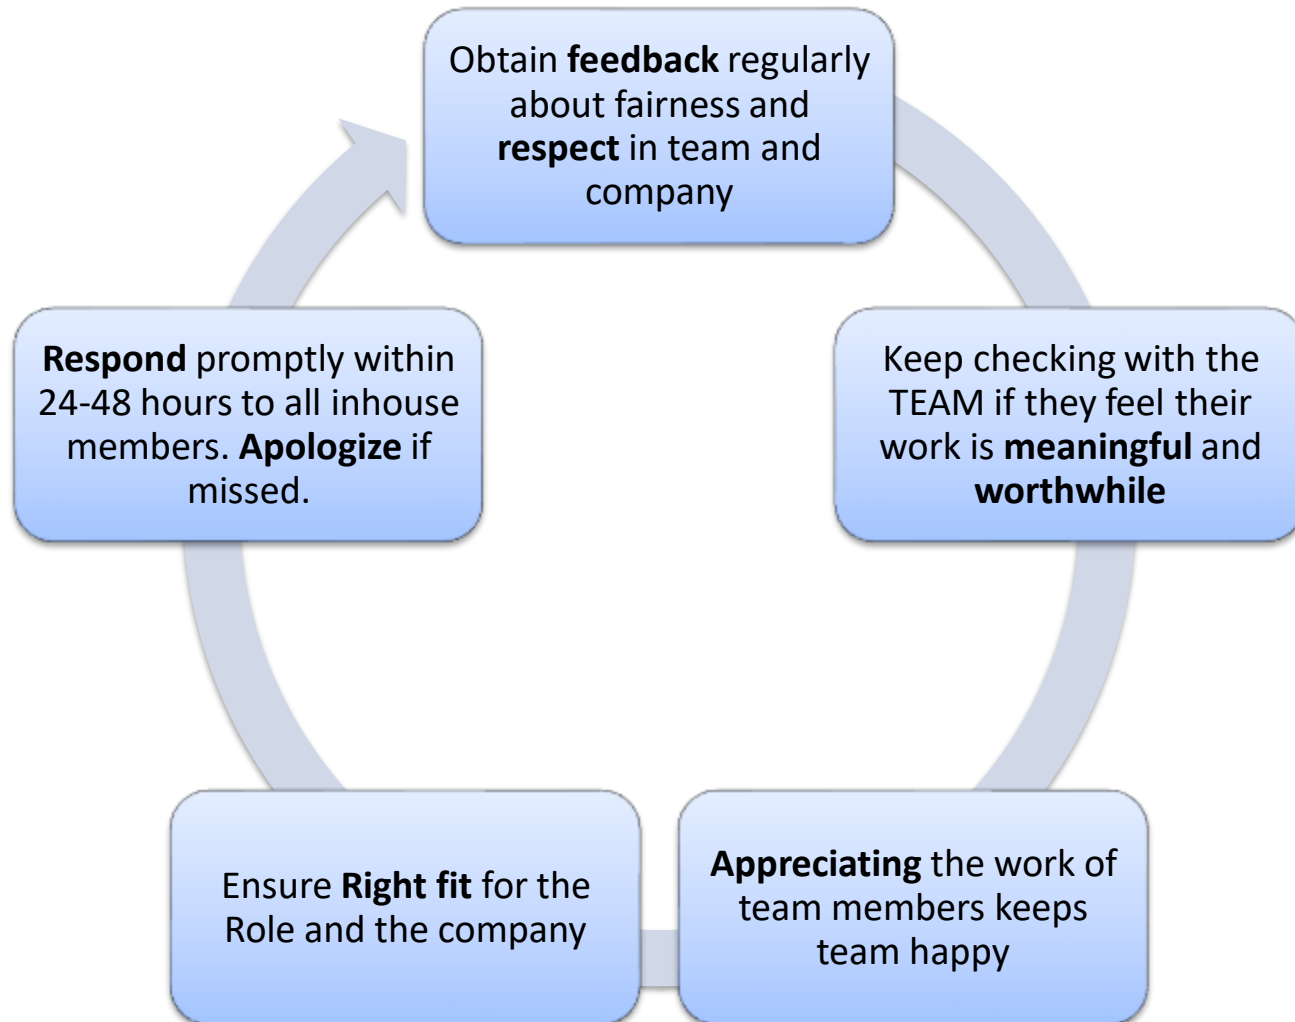 Obtain feedback regularly
about fairness and
respect in team and
company
Keep checking with the
TEAM if they feel their
work is meaningful and
worthwhile
Appreciating the work of
team members keeps
team happy
Ensure Right fit for the
Role and the company
Respond promptly within
24-48 hours to all inhouse
members. Apologize if
missed.